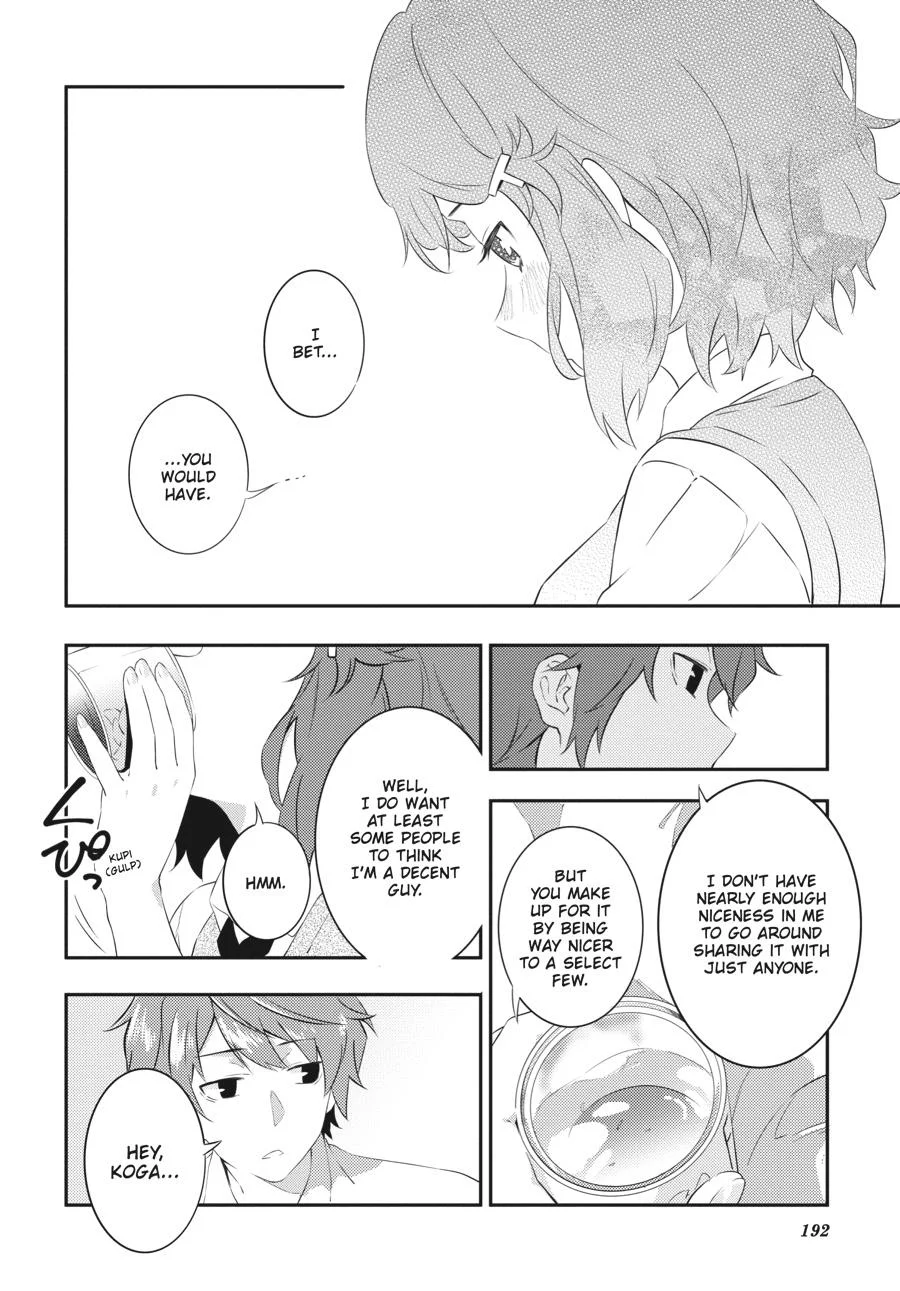 I
BET...
...YOU
WOULD
HAVE.
I DON'T HAVE
NEARLY ENOUGH
NICENESS IN ME
TO GO AROUND
SHARING IT WITH
JUST ANYONE.
BUT
YOU MAKE
UP FOR IT
BY BEING
WAY NICER
TO A SELECT
FEW.
WELL,
I DO WANT
AT LEAST
SOME PEOPLE
TO THINK
I'M A DECENT
GUY.
HMM.
くぴっ
KUPI
(GULP)
HEY,
KOGA...
192